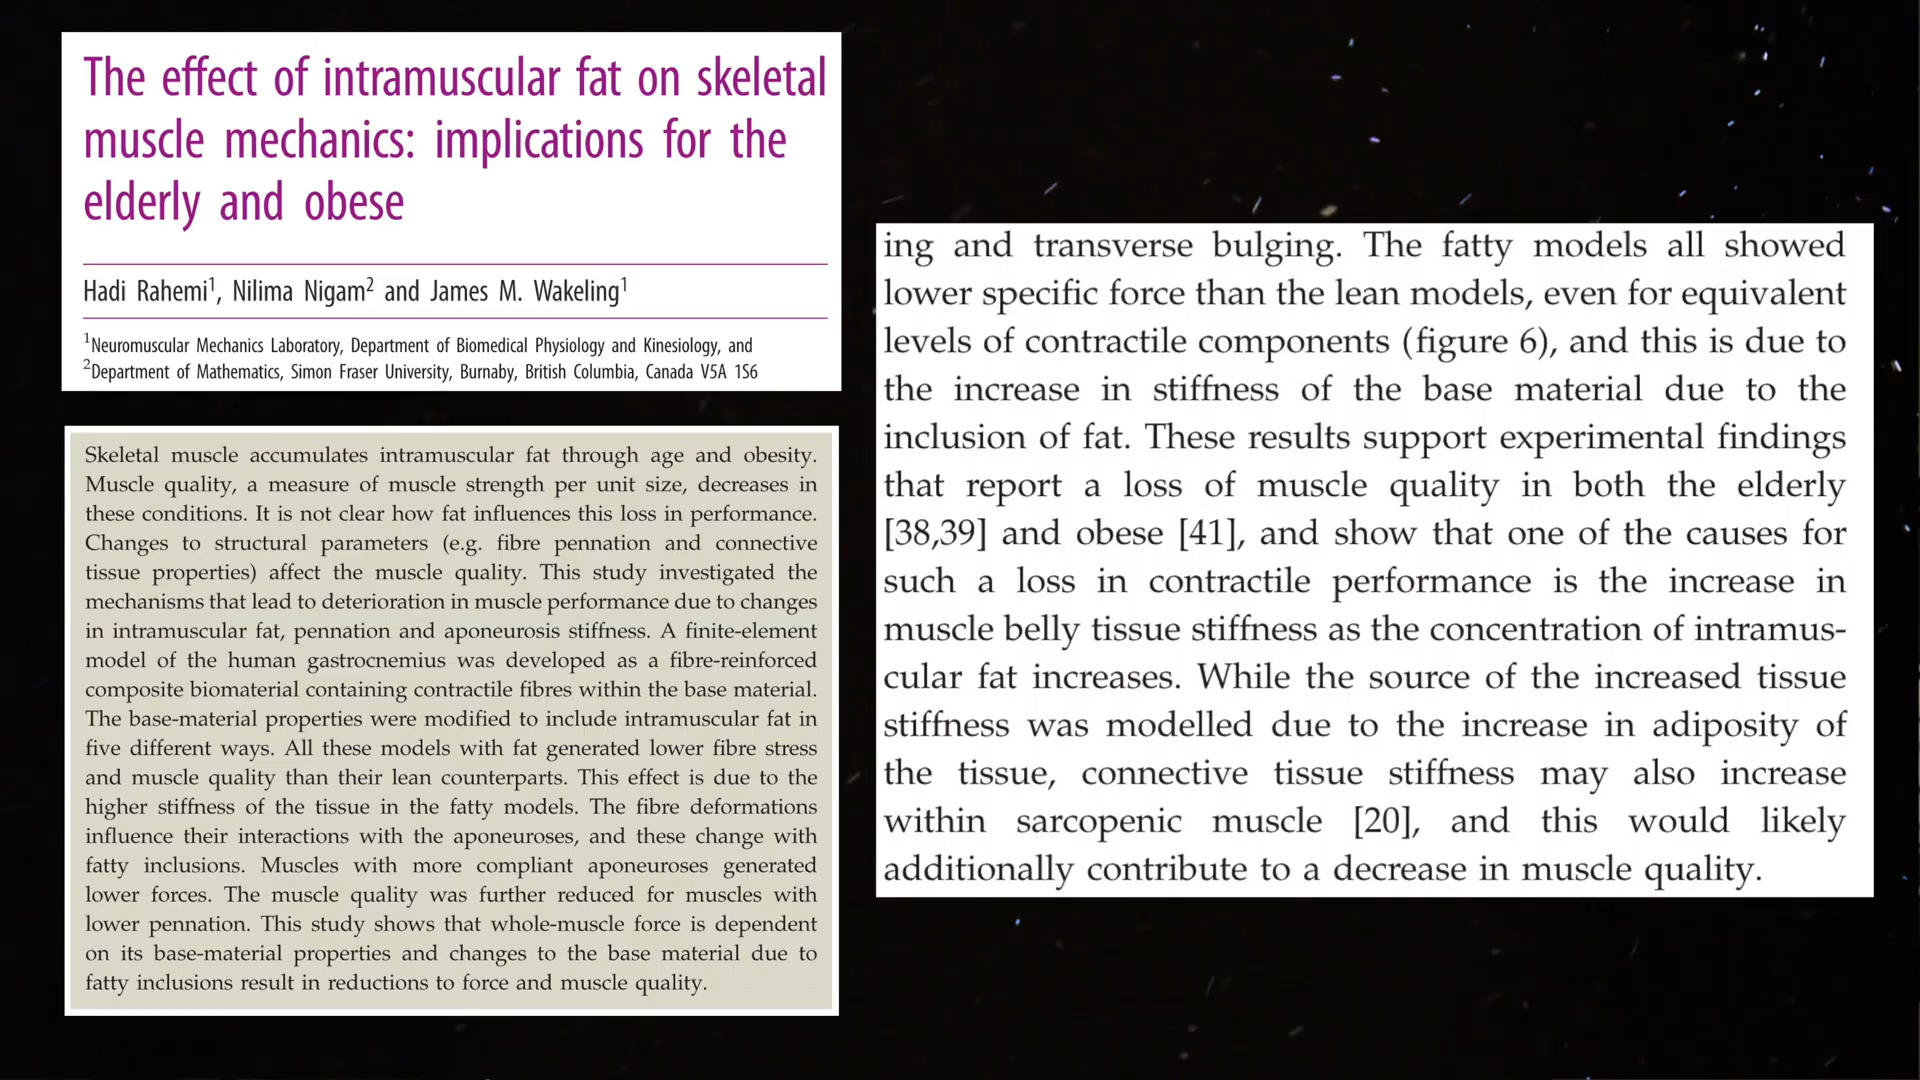 The effect of intramuscular fat on skeletal
muscle mechanics: implications for the
elderly and obese
Hadi Rahemi1, Nilima Nigam2 and James M. Wakeling1
1Neuromuscular Mechanics Laboratory, Department of Biomedical Physiology and Kinesiology, and
2Department of Mathematics, Simon Fraser University, Burnaby, British Columbia, Canada V5A 1S6
Skeletal muscle accumulates intramuscular fat through age and obesity.
Muscle quality, a measure of muscle strength per unit size, decreases in
these conditions. It is not clear how fat influences this loss in performance.
Changes to structural parameters (e.g. fibre pennation and connective
tissue properties) affect the muscle quality. This study investigated the
mechanisms that lead to deterioration in muscle performance due to changes
in intramuscular fat, pennation and aponeurosis stiffness. A finite-element
model of the human gastrocnemius was developed as a fibre-reinforced
composite biomaterial containing contractile fibres within the base material.
The base-material properties were modified to include intramuscular fat in
five different ways. All these models with fat generated lower fibre stress
and muscle quality than their lean counterparts. This effect is due to the
higher stiffness of the tissue in the fatty models. The fibre deformations
influence their interactions with the aponeuroses, and these change with
fatty inclusions. Muscles with more compliant aponeuroses generated
lower forces. The muscle quality was further reduced for muscles with
lower pennation. This study shows that whole-muscle force is dependent
on its base-material properties and changes to the base material due to
fatty inclusions result in reductions to force and muscle quality.
ing and transverse bulging. The fatty models all showed
lower specific force than the lean models, even for equivalent
levels of contractile components (figure 6), and this is due to
the increase in stiffness of the base material due to the
inclusion of fat. These results support experimental findings
that report a loss of muscle quality in both the elderly
[38,39] and obese [41], and show that one of the causes for
such a loss in contractile performance is the increase in
muscle belly tissue stiffness as the concentration of intramus-
cular fat increases. While the source of the increased tissue
stiffness was modelled due to the increase in adiposity of
the tissue, connective tissue stiffness may also increase
within sarcopenic muscle [20], and this would likely
additionally contribute to a decrease in muscle quality.